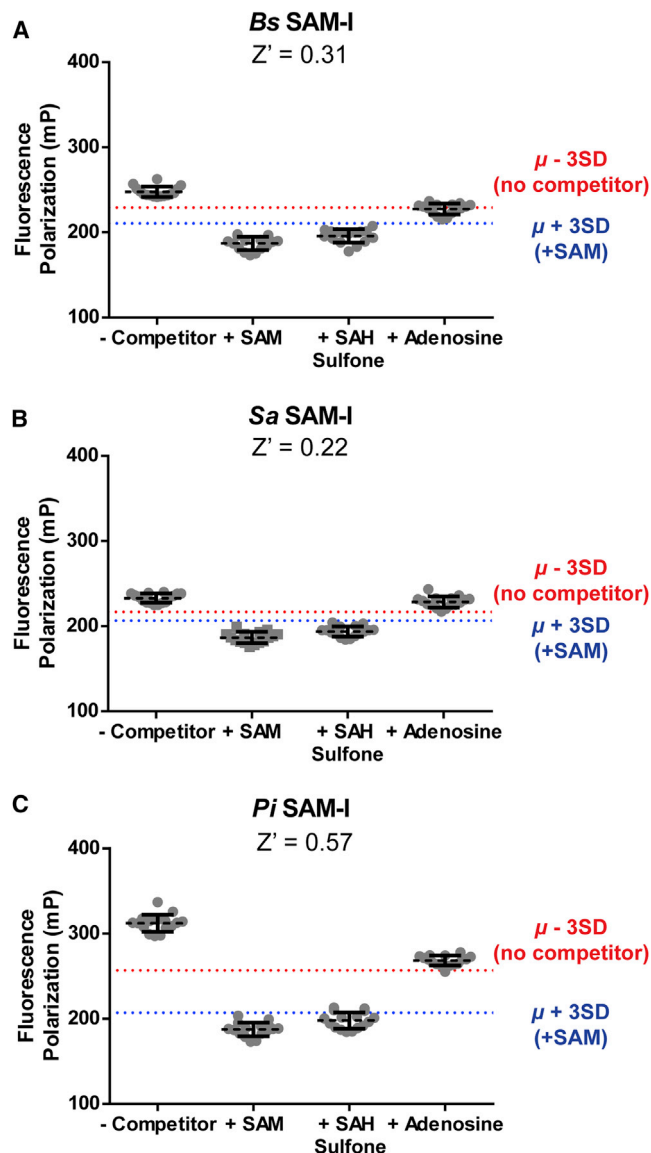 A
Bs SAM-I
Z' = 0.31
Fluorescence
Polarization (mP)
400
300
200
100
- Competitor
+ SAM
+ SAH
Sulfone
+ Adenosine
μ - 3SD
(no competitor)
μ + 3SD
(+SAM)
B
Sa SAM-I
Z' = 0.22
Fluorescence
Polarization (mP)
400
300
200
100
- Competitor
+ SAM
+ SAH
Sulfone
+ Adenosine
μ - 3SD
(no competitor)
μ + 3SD
(+SAM)
C
Pi SAM-I
Z' = 0.57
Fluorescence
Polarization (mP)
400
300
200
100
- Competitor
+ SAM
+ SAH
Sulfone
+ Adenosine
μ - 3SD
(no competitor)
μ + 3SD
(+SAM)